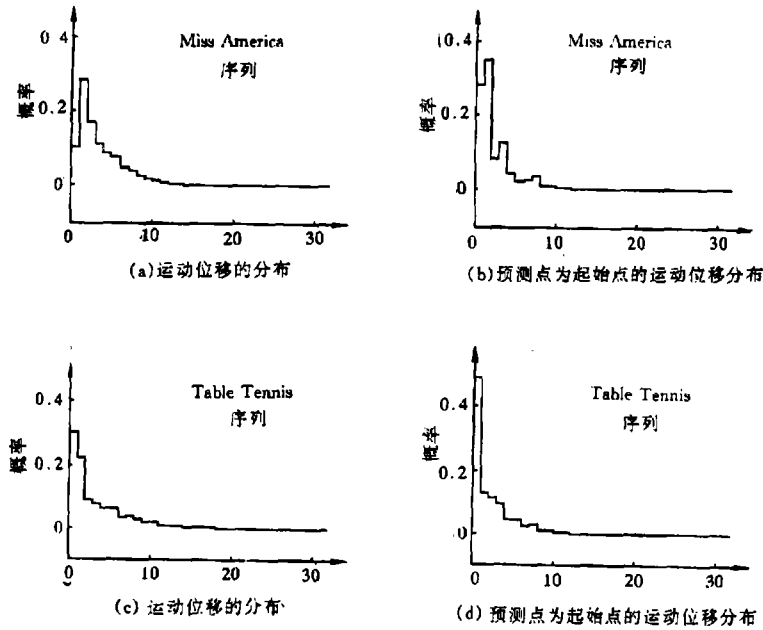 0 4
Miss America
序列
0.2
概率
0
0
10
20
30
(a)运动位移的分布
0.4
Miss America
序列
0.2
概率
0
0
10
20
30
(b)预测点为起始点的运动位移分布
0.4
Table Tennis
序列
0.2
概率
0
0
10
20
30
(c) 运动位移的分布
0.4
Table Tennis
序列
0.2
概率
0
0
10
20
30
(d) 预测点为起始点的运动位移分布